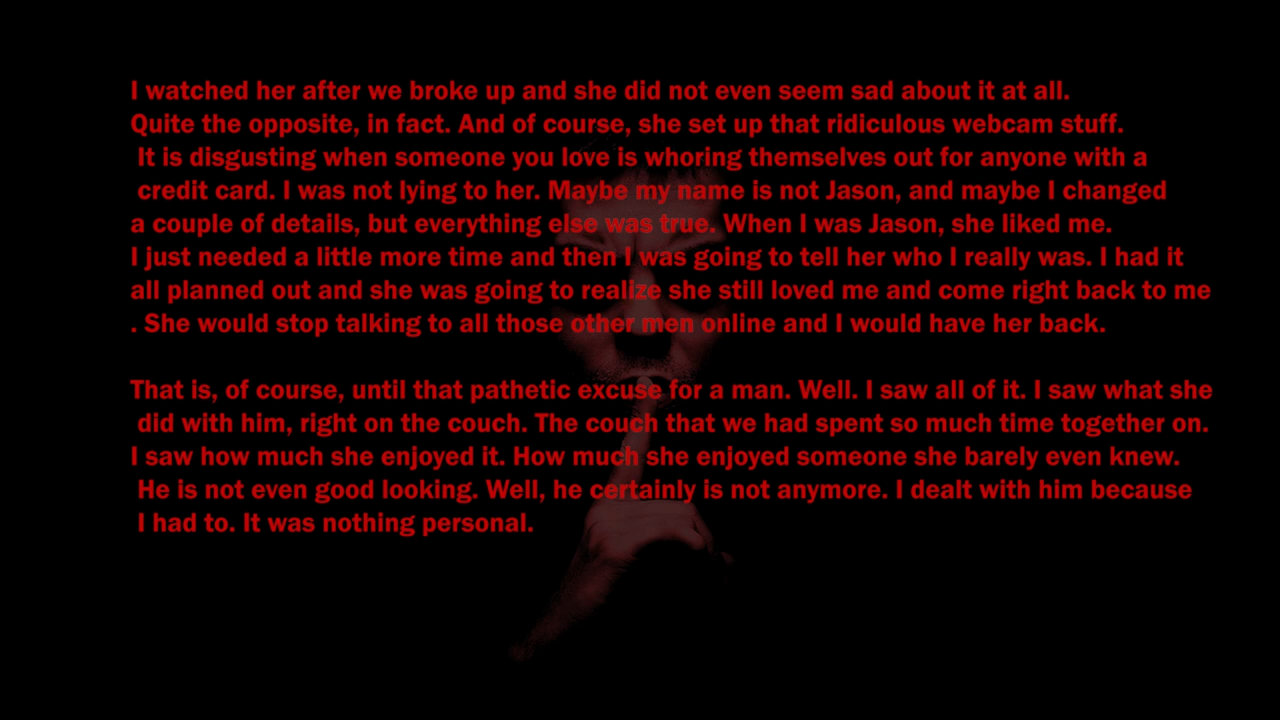 I watched her after we broke up and she did not even seem sad about it at all.
Quite the opposite, in fact. And of course, she set up that ridiculous webcam stuff.
It is disgusting when someone you love is whoring themselves out for anyone with a
credit card. I was not lying to her. Maybe my name is not Jason, and maybe I changed
a couple of details, but everything else was true. When I was Jason, she liked me.
I just needed a little more time and then I was going to tell her who I really was. I had it
all planned out and she was going to realize she still loved me and come right back to me
. She would stop talking to all those other men online and I would have her back.
That is, of course, until that pathetic excuse for a man. Well. I saw all of it. I saw what she
did with him, right on the couch. The couch that we had spent so much time together on.
I saw how much she enjoyed it. How much she enjoyed someone she barely even knew.
He is not even good looking. Well, he certainly is not anymore. I dealt with him because
I had to. It was nothing personal.